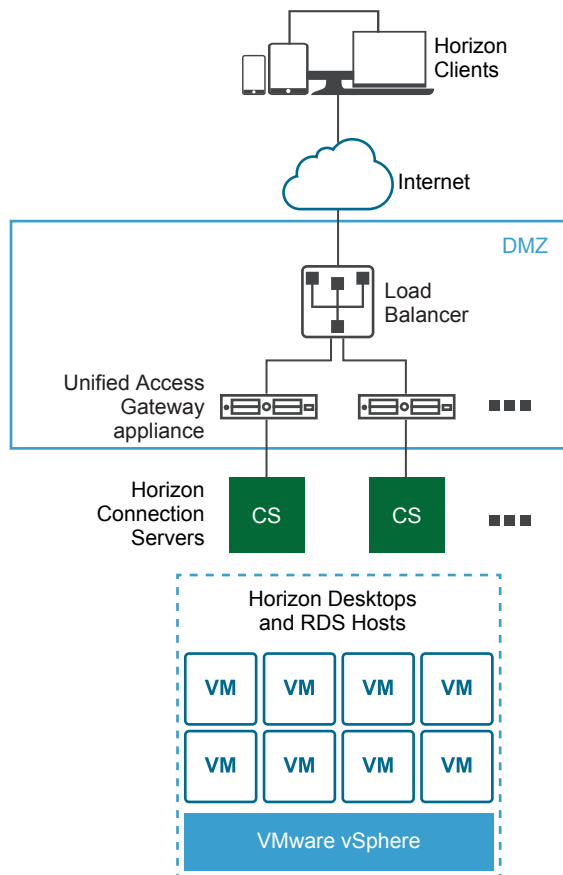 Horizon
Clients
Internet
DMZ
Load
Balancer
Unified Access
Gateway
appliance
Horizon
Connection
Servers
CS
CS
Horizon Desktops
and RDS Hosts
VM
VM
VM
VM
VM
VM
VM
VM
VMware vSphere